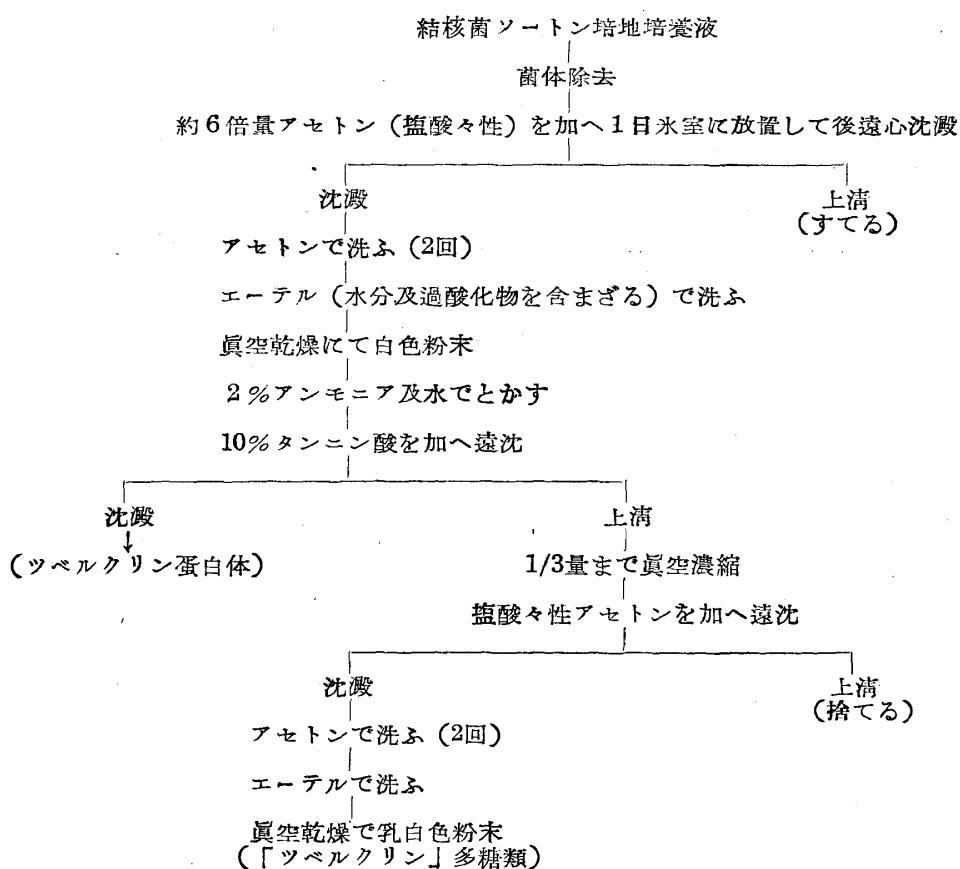 結核菌ソートン培地培養液
菌体除去
約6倍量アセトン(塩酸々性)を加へ1日氷室に放置して後遠心沈澱
沈澱
上淸
(すてる)
アセトンで洗ふ(2回)
エーテル(水分及過酸化物を含まざる)で洗ふ
眞空乾燥にて白色粉末
2%アンモニア及水でとかす
10%タンニン酸を加へ遠沈
沈澱
上淸
(ツベルクリン蛋白体)
1/3量まで眞空濃縮
塩酸々性アセトンを加へ遠沈
沈澱
上淸
(捨てる)
アセトンで洗ふ(2回)
エーテルで洗ふ
眞空乾燥で乳白色粉末
(「ツベルクリン」多糖類)